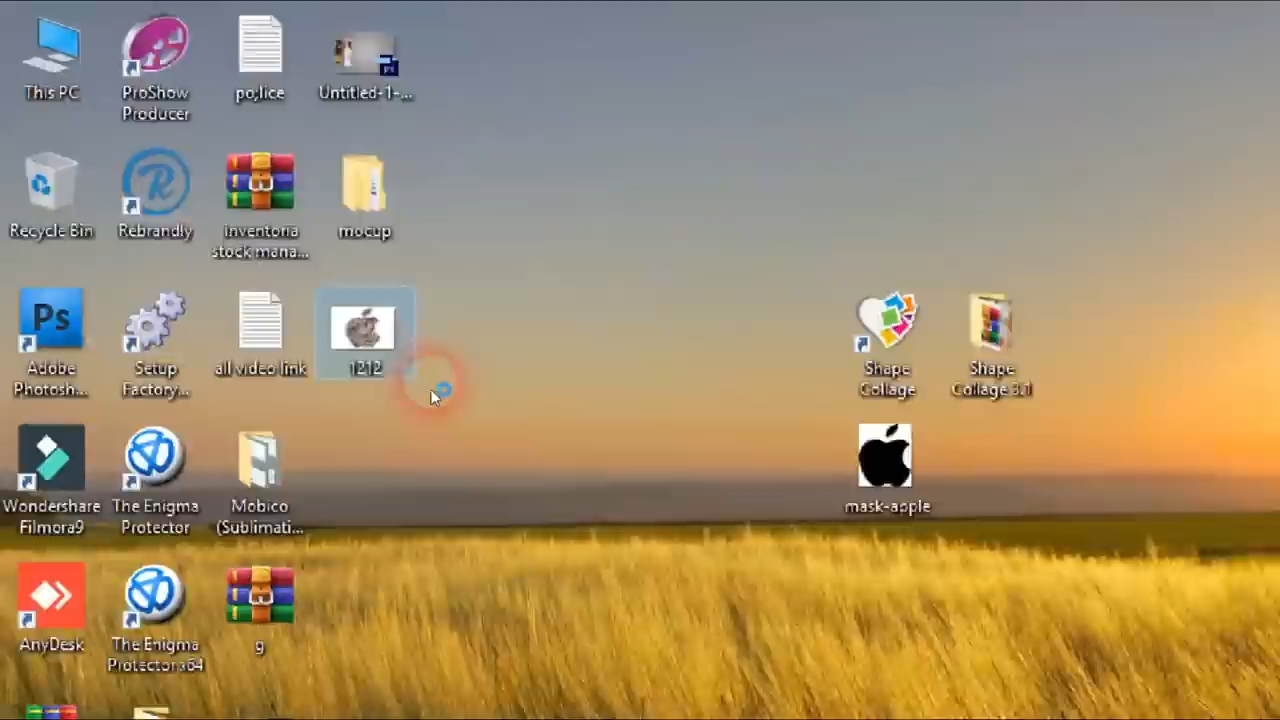 This PC
ProShow
Producer
po;lice
Untitled-1-...
Recycle Bin
Rebrandly
inventoria
stock mana...
mocup
Ps
Adobe
Photosh...
Setup
Factory...
all video link
1212
Shape
Collage
Shape
Collage 3.1
Wondershare
Filmora9
The Enigma
Protector
Mobico
(Sublimati...
mask-apple
AnyDesk
The Enigma
Protector x64
g